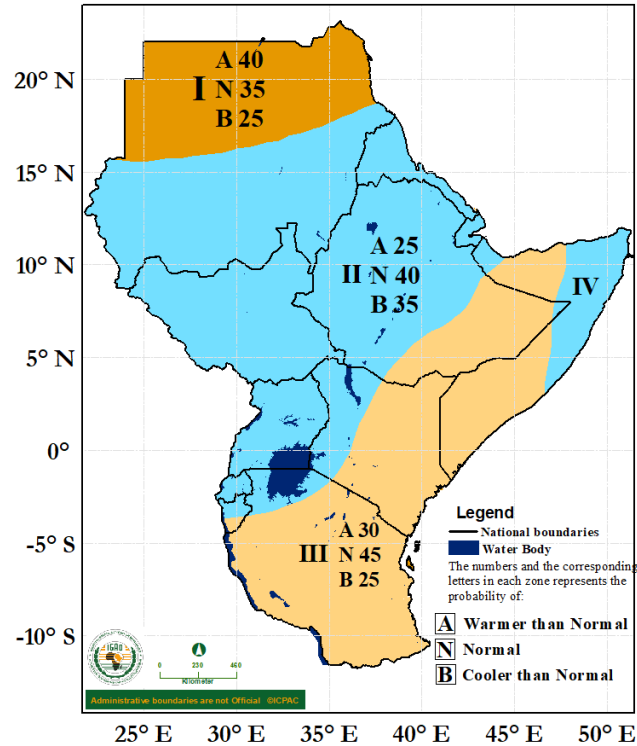 20° N
15° N
10° N
5° N
0°
-5° S
-10° S
I
A 40
N 35
B 25
II
A 25
N 40
B 35
IV
III
A 30
N 45
B 25
Legend
National boundaries
Water Body
The numbers and the corresponding
letters in each zone represents the
probability of:
A Warmer than Normal
N Normal
B Cooler than Normal
IGAD
0 230 460
Kilometer
Administrative boundaries are not Official ©ICPAC
25° E 30° E 35° E 40° E 45° E 50° E